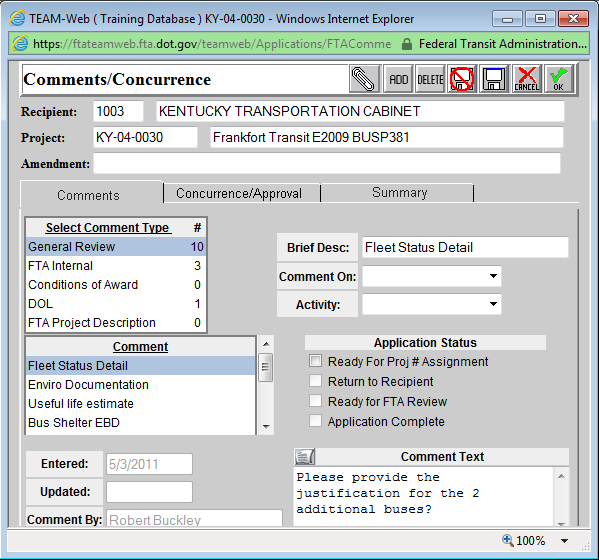 TEAM-Web ( Training Database ) KY-04-0030 - Windows Internet Explorer
https://ftateamweb.fta.dot.gov/teamweb/Applications/FTAComme Federal Transit Administration...
Comments/Concurrence ADD DELETE CANCEL OK
Recipient: 1003 KENTUCKY TRANSPORTATION CABINET
Project: KY-04-0030 Frankfort Transit E2009 BUSP381
Amendment:
Comments Concurrence/Approval Summary
Select Comment Type #
General Review 10
FTA Internal 3
Conditions of Award 0
DOL 1
FTA Project Description 0
Brief Desc: Fleet Status Detail
Comment On:
Activity:
Comment
Fleet Status Detail
Enviro Documentation
Useful life estimate
Bus Shelter EBD
Application Status
Ready For Proj # Assignment
Return to Recipient
Ready for FTA Review
Application Complete
Entered: 5/3/2011
Updated:
Comment By: Robert Buckley
Comment Text
Please provide the
justification for the 2
additional buses?
100%